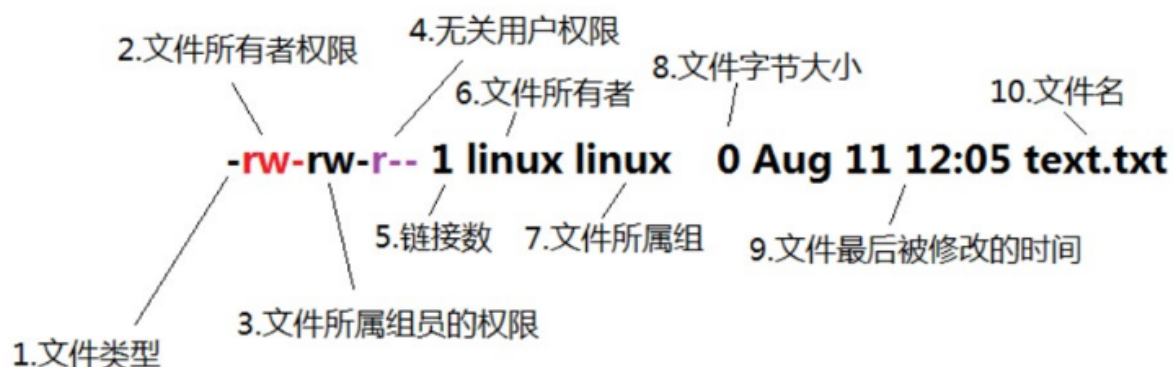 2.文件所有者权限
4.无关用户权限
6.文件所有者
8.文件字节大小
10.文件名
-rw-rw-r-- 1 linux linux 0 Aug 11 12:05 text.txt
5.链接数
7.文件所属组
9.文件最后被修改的时间
3.文件所属组员的权限
1.文件类型